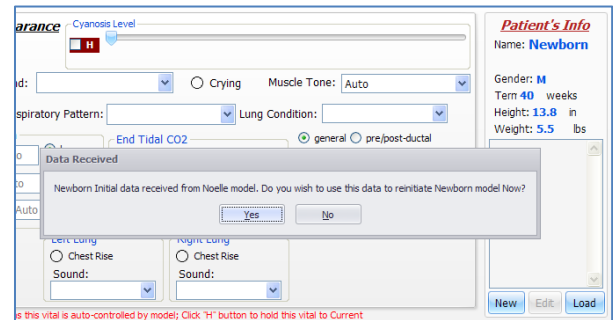 arance
Cyanosis Level
H
Patient's Info
Name: Newborn
Gender: M
Term 40 weeks
Height: 13.8 in
Weight: 5.5 lbs
nd:
Crying
Muscle Tone: Auto
spiratory Pattern:
Lung Condition:
End Tidal CO2
general
pre/post-ductal
Data Received
Newborn Initial data received from Noelle model. Do you wish to use this data to reinitiate Newborn model Now?
Yes
No
Auto
Left Lung
Right Lung
Chest Rise
Chest Rise
Sound:
Sound:
New
Edit
Load
s this vital is auto-controlled by model; Click "H" button to hold this vital to Current